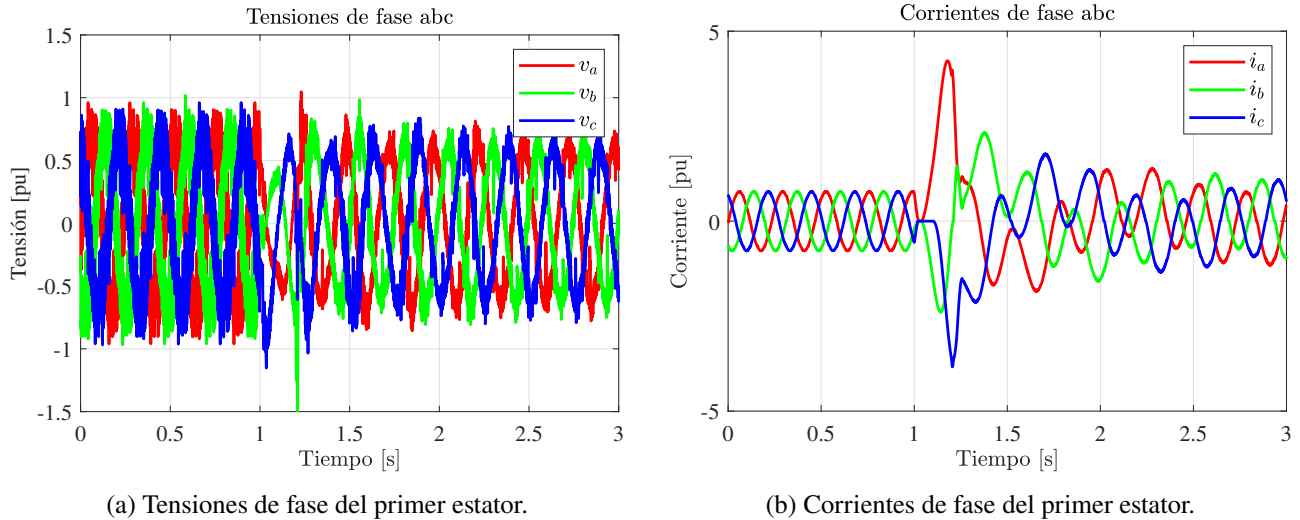 Tensiones de fase abc
1.5
1
0.5
0
-0.5
-1
-1.5
Tensión [pu]
v_a
v_b
v_c
0 0.5 1 1.5 2 2.5 3
Tiempo [s]
(a) Tensiones de fase del primer estator.
Corrientes de fase abc
5
0
-5
Corriente [pu]
i_a
i_b
i_c
0 0.5 1 1.5 2 2.5 3
Tiempo [s]
(b) Corrientes de fase del primer estator.